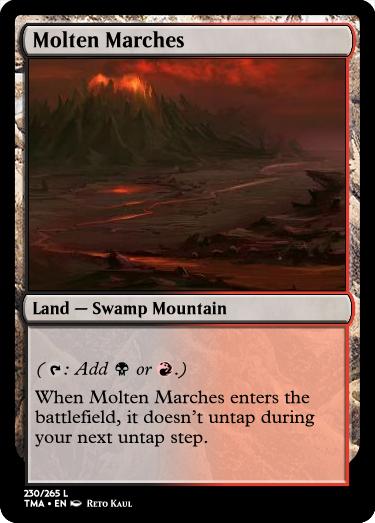 Molten Marches
Land — Swamp Mountain
( : Add or .)
When Molten Marches enters the
battlefield, it doesn't untap during
your next untap step.
230/265 L
TMA • EN Reto Kaul